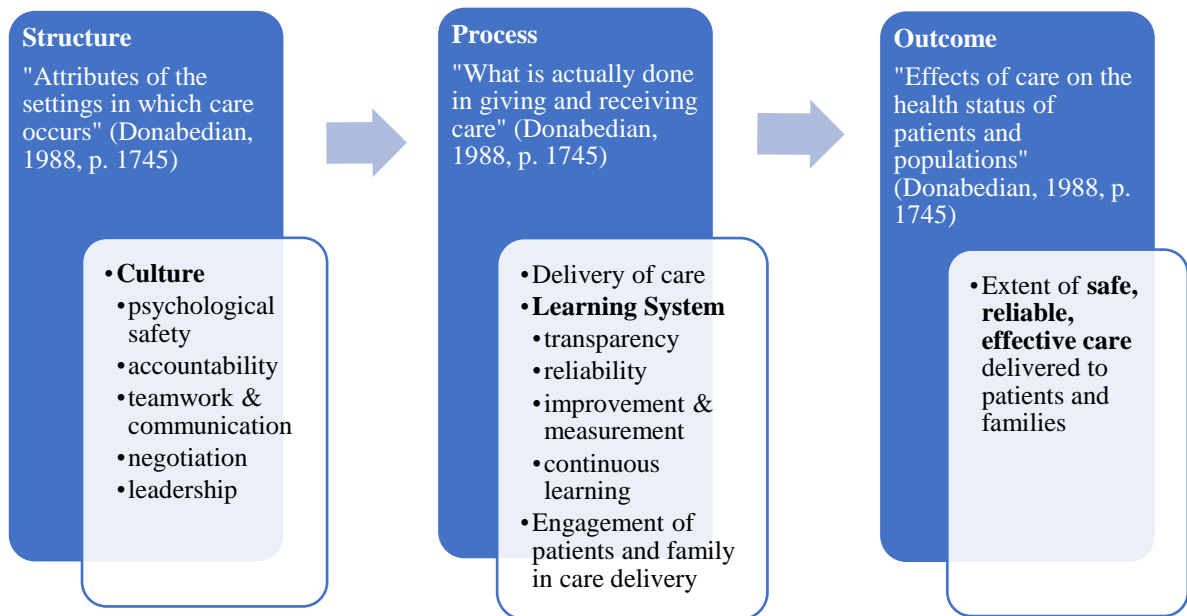 Structure
"Attributes of the
settings in which care
occurs" (Donabedian,
1988, p. 1745)
•Culture
•psychological
safety
•accountability
•teamwork &
communication
•negotiation
•leadership
Process
"What is actually done
in giving and receiving
care" (Donabedian,
1988, p. 1745)
•Delivery of care
•Learning System
•transparency
•reliability
•improvement &
measurement
•continuous
learning
•Engagement of
patients and family
in care delivery
Outcome
"Effects of care on the
health status of
patients and
populations"
(Donabedian, 1988, p.
1745)
•Extent of safe,
reliable,
effective care
delivered to
patients and
families